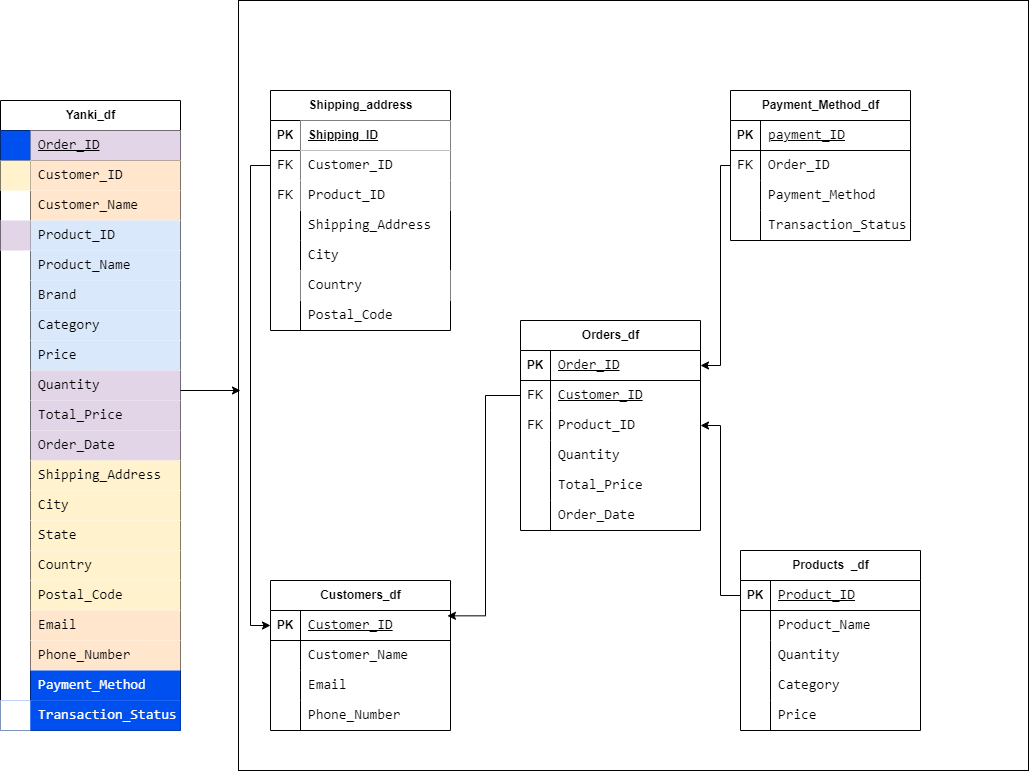 Yanki_df
Order_ID
Customer_ID
Customer_Name
Product_ID
Product_Name
Brand
Category
Price
Quantity
Total_Price
Order_Date
Shipping_Address
City
State
Country
Postal_Code
Email
Phone_Number
Payment_Method
Transaction_Status
Shipping_address
PK Shipping_ID
FK Customer_ID
FK Product_ID
Shipping_Address
City
Country
Postal_Code
Payment_Method_df
PK payment_ID
FK Order_ID
Payment_Method
Transaction_Status
Orders_df
PK Order_ID
FK Customer_ID
FK Product_ID
Quantity
Total_Price
Order_Date
Customers_df
PK Customer_ID
Customer_Name
Email
Phone_Number
Products _df
PK Product_ID
Product_Name
Quantity
Category
Price